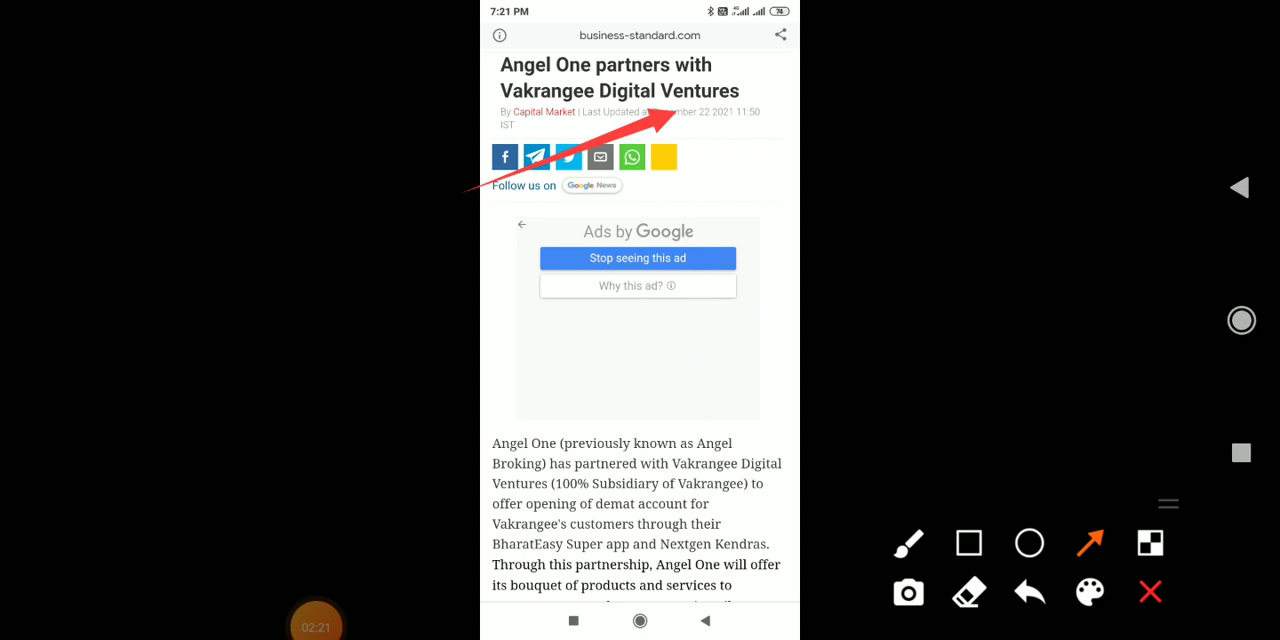 7:21 PM
4G
74
business-standard.com
Angel One partners with
Vakrangee Digital Ventures
By Capital Market | Last Updated 22 2021 11:50
IST
Follow us on Google News
Ads by Google
Stop seeing this ad
Why this ad?
Angel One (previously known as Angel
Broking) has partnered with Vakrangee Digital
Ventures (100% Subsidiary of Vakrangee) to
offer opening of demat account for
Vakrangee's customers through their
BharatEasy Super app and Nextgen Kendras.
Through this partnership, Angel One will offer
its bouquet of products and services to
02:21